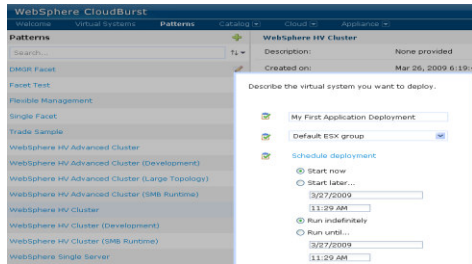 WebSphere CloudBurst
Welcome Virtual Systems Patterns Catalog Cloud Appliance
Patterns
Search...
DMGR Facet
Facet Test
Flexible Management
Single Facet
Trade Sample
WebSphere HV Advanced Cluster
WebSphere HV Advanced Cluster (Development)
WebSphere HV Advanced Cluster (Large Topology)
WebSphere HV Advanced Cluster (SMB Runtime)
WebSphere HV Cluster
WebSphere HV Cluster (Development)
WebSphere HV Cluster (SMB Runtime)
WebSphere Single Server
WebSphere HV Cluster
Description: None provided
Created on: Mar 26, 2009 6:19:
Describe the virtual system you want to deploy.
My First Application Deployment
Default ESX group
Schedule deployment
Start now
Start later...
3/27/2009
11:29 AM
Run indefinitely
Run until...
3/27/2009
11:29 AM